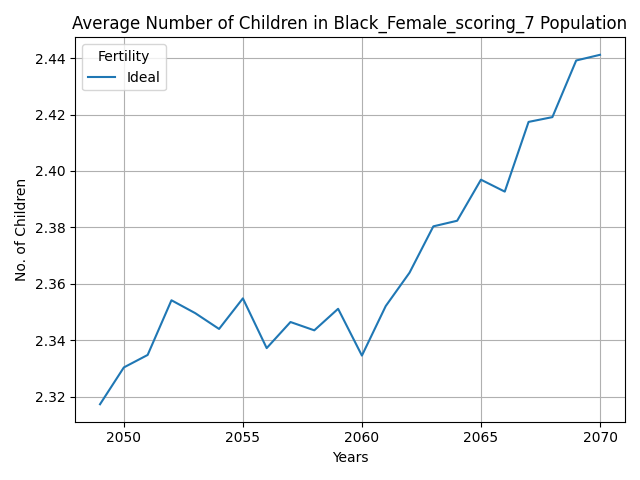 Average Number of Children in Black_Female_scoring_7 Population
Fertility
Ideal
No. of Children
2.44
2.42
2.40
2.38
2.36
2.34
2.32
2050
2055
2060
2065
2070
Years